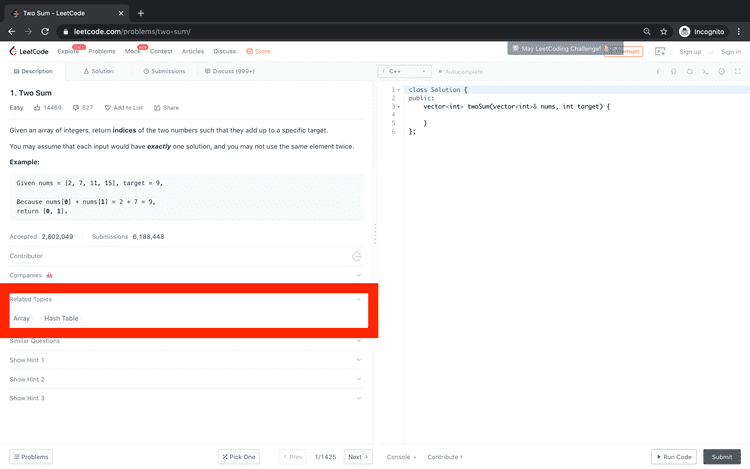 Two Sum - LeetCode
leetcode.com/problems/two-sum/
Incognito
LeetCode
Explore
Problems
Mock
Contest
Articles
Discuss
Store
May LeetCoding Challenge!
Sign up
or
Sign in
Description
Solution
Submissions
Discuss (999+)
C++
Autocomplete
1. Two Sum
Easy
14469
527
Add to List
Share
Given an array of integers, return indices of the two numbers such that they add up to a specific target.
You may assume that each input would have exactly one solution, and you may not use the same element twice.
Example:
Given nums = [2, 7, 11, 15], target = 9,
Because nums[0] + nums[1] = 2 + 7 = 9,
return [0, 1].
Accepted 2,802,049 Submissions 6,188,448
Contributor
Companies
Related Topics
Array Hash Table
Similar Questions
Show Hint 1
Show Hint 2
Show Hint 3
1 class Solution {
2 public:
3 vector<int> twoSum(vector<int>& nums, int target) {
4
5 }
6 };
Problems
Pick One
< Prev
1/1425
Next >
Console
Contribute
Run Code
Submit